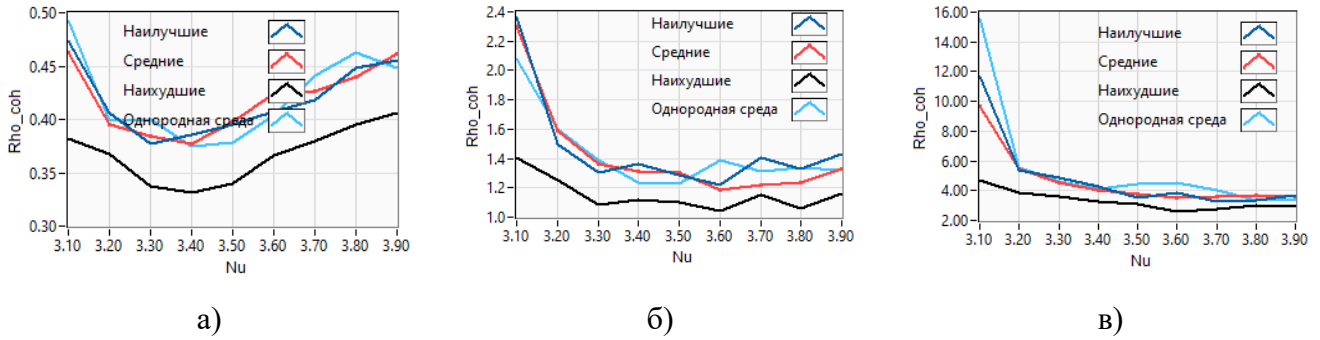 0.50
0.45
0.40
0.35
0.30
Rho_coh
Наилучшие
Средние
Наихудшие
Однородная среда
3.10 3.20 3.30 3.40 3.50 3.60 3.70 3.80 3.90
Nu
а)
2.4
2.2
2.0
1.8
1.6
1.4
1.2
1.0
Rho_coh
Наилучшие
Средние
Наихудшие
Однородная среда
3.10 3.20 3.30 3.40 3.50 3.60 3.70 3.80 3.90
Nu
б)
16.00
14.00
12.00
10.00
8.00
6.00
4.00
2.00
Rho_coh
Наилучшие
Средние
Наихудшие
Однородная среда
3.10 3.20 3.30 3.40 3.50 3.60 3.70 3.80 3.90
Nu
в)